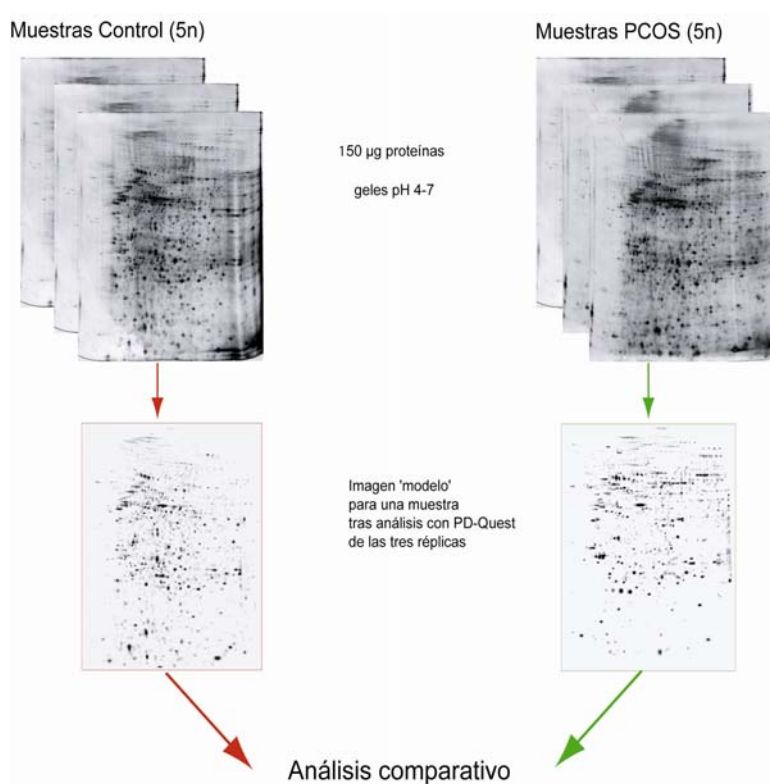 Muestras Control (5n)
Muestras PCOS (5n)
150 µg proteínas
geles pH 4-7
Imagen 'modelo'
para una muestra
tras análisis con PD-Quest
de las tres réplicas
Análisis comparativo